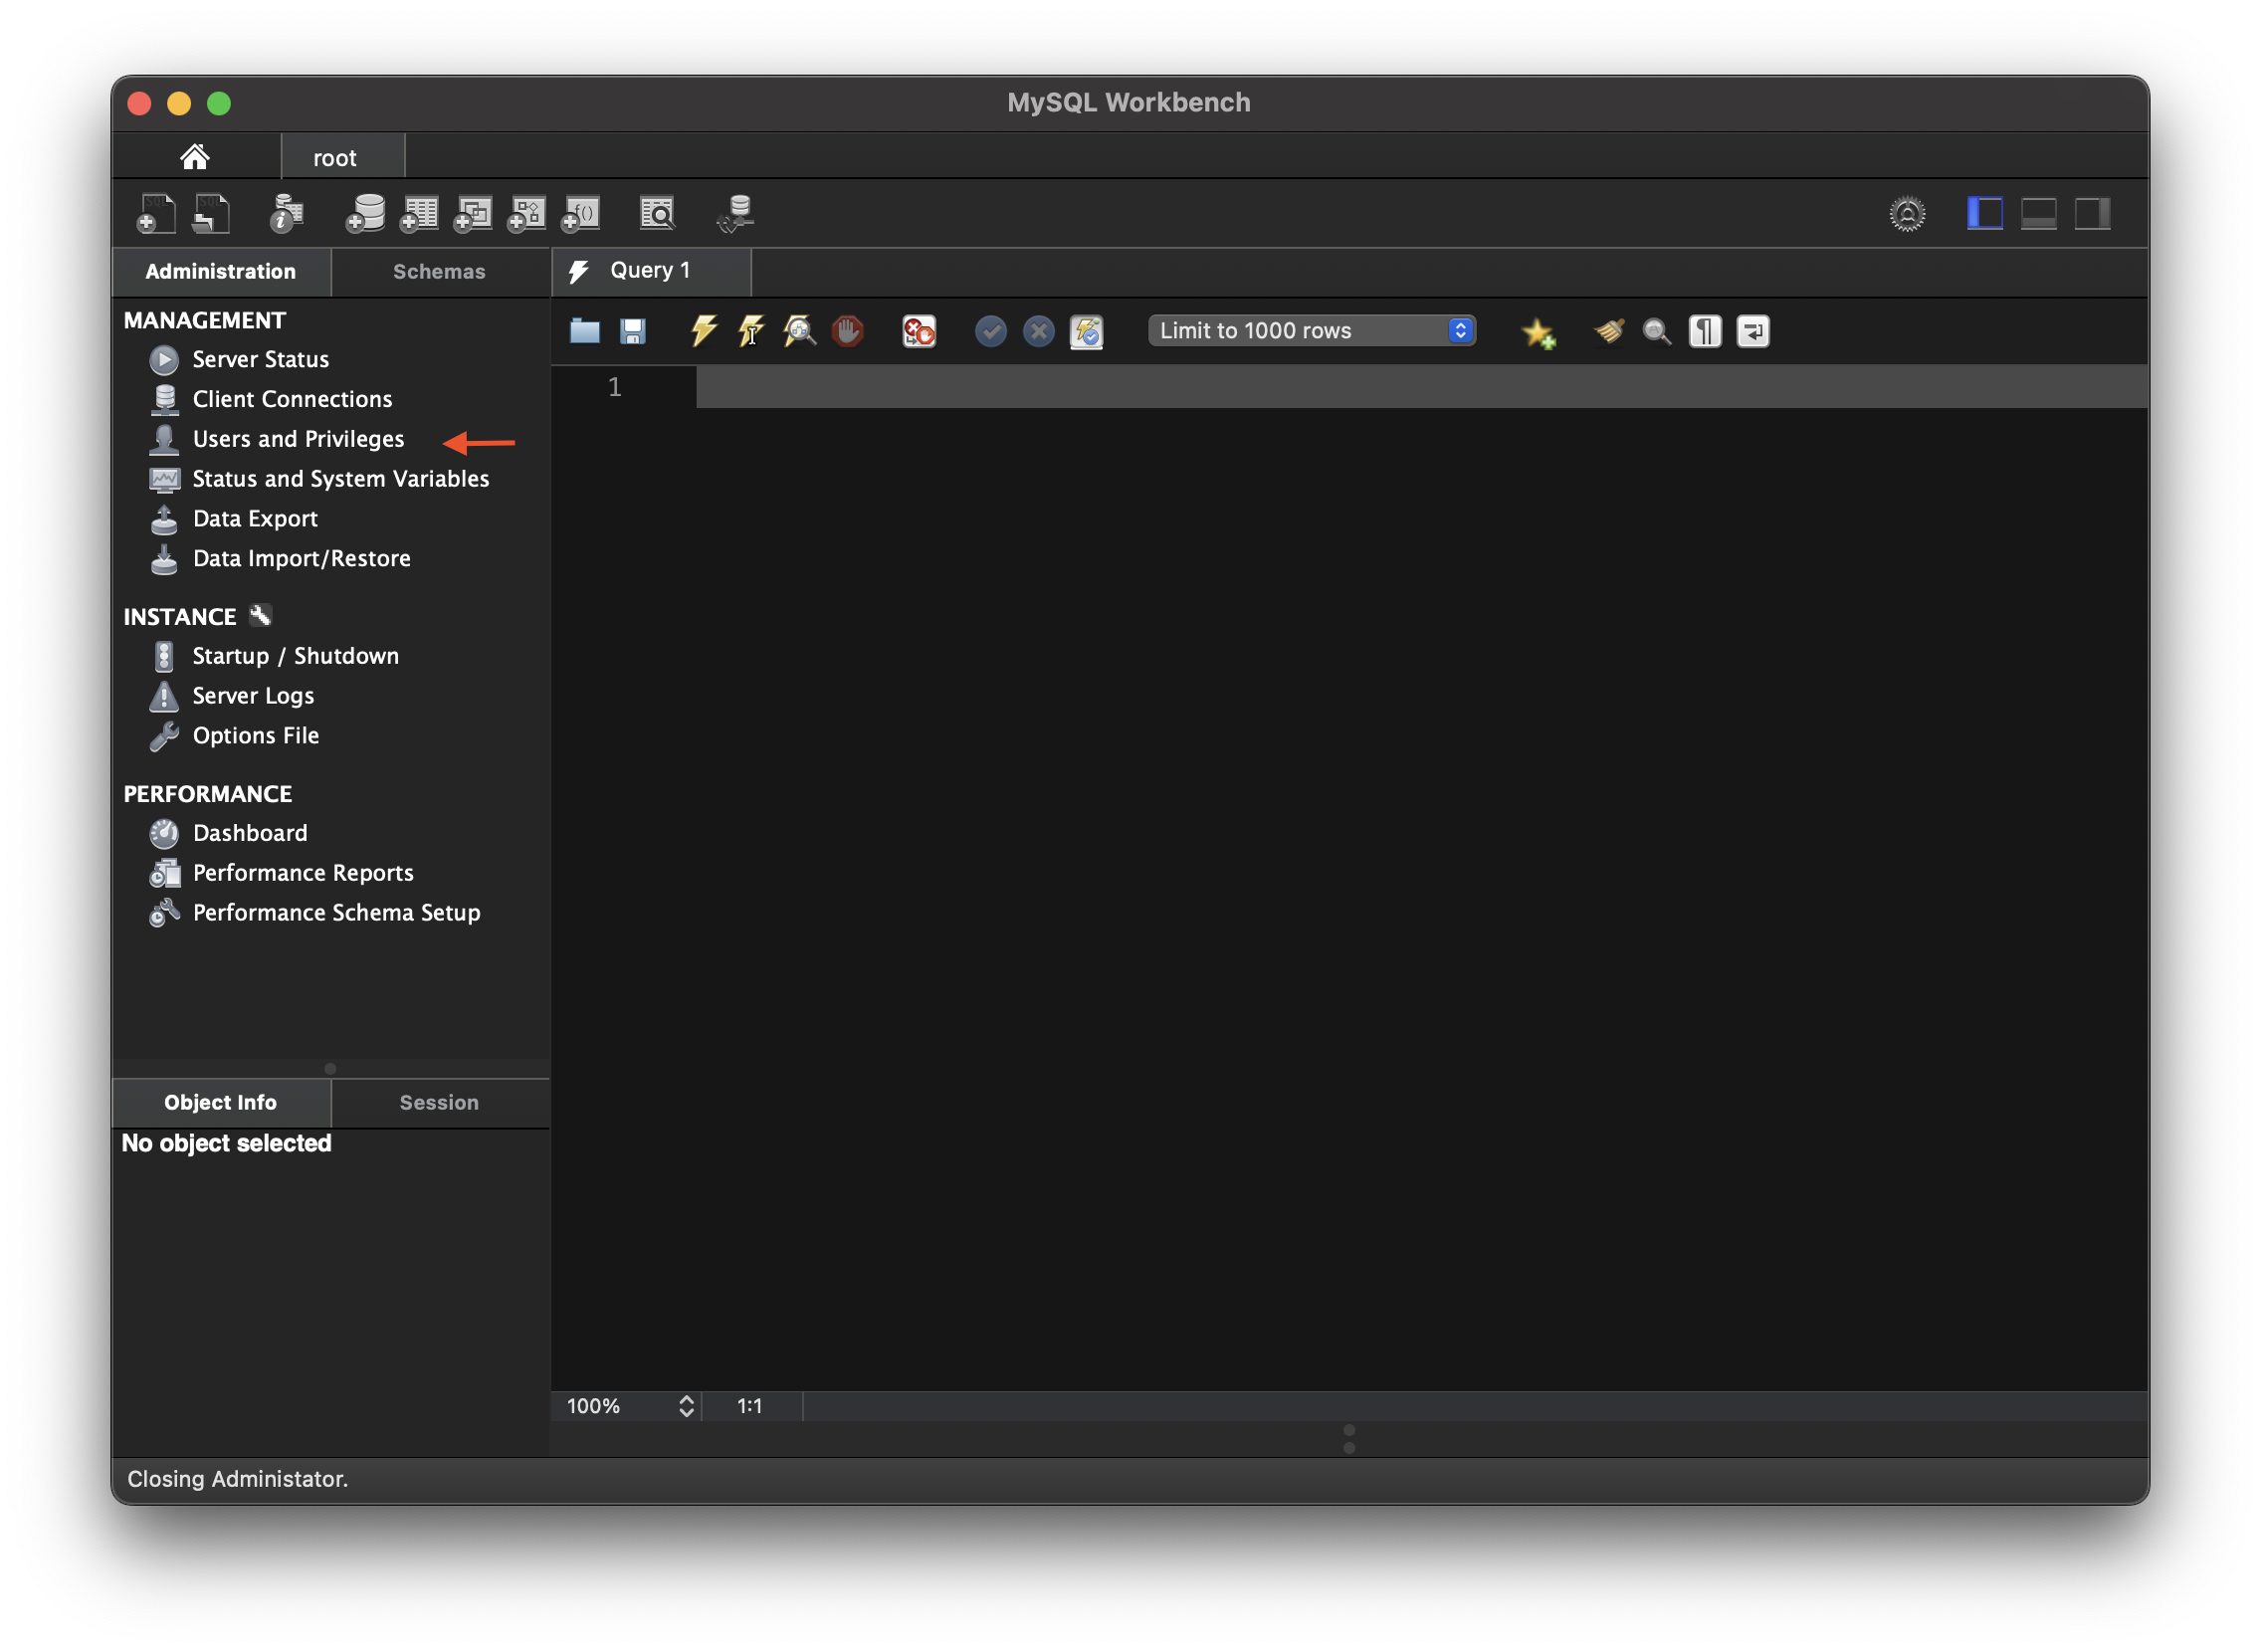 MySQL Workbench
root
Administration
Schemas
Query 1
MANAGEMENT
Server Status
Client Connections
Users and Privileges
Status and System Variables
Data Export
Data Import/Restore
INSTANCE
Startup / Shutdown
Server Logs
Options File
PERFORMANCE
Dashboard
Performance Reports
Performance Schema Setup
Limit to 1000 rows
1
Object Info
Session
No object selected
100%
1:1
Closing Administator.